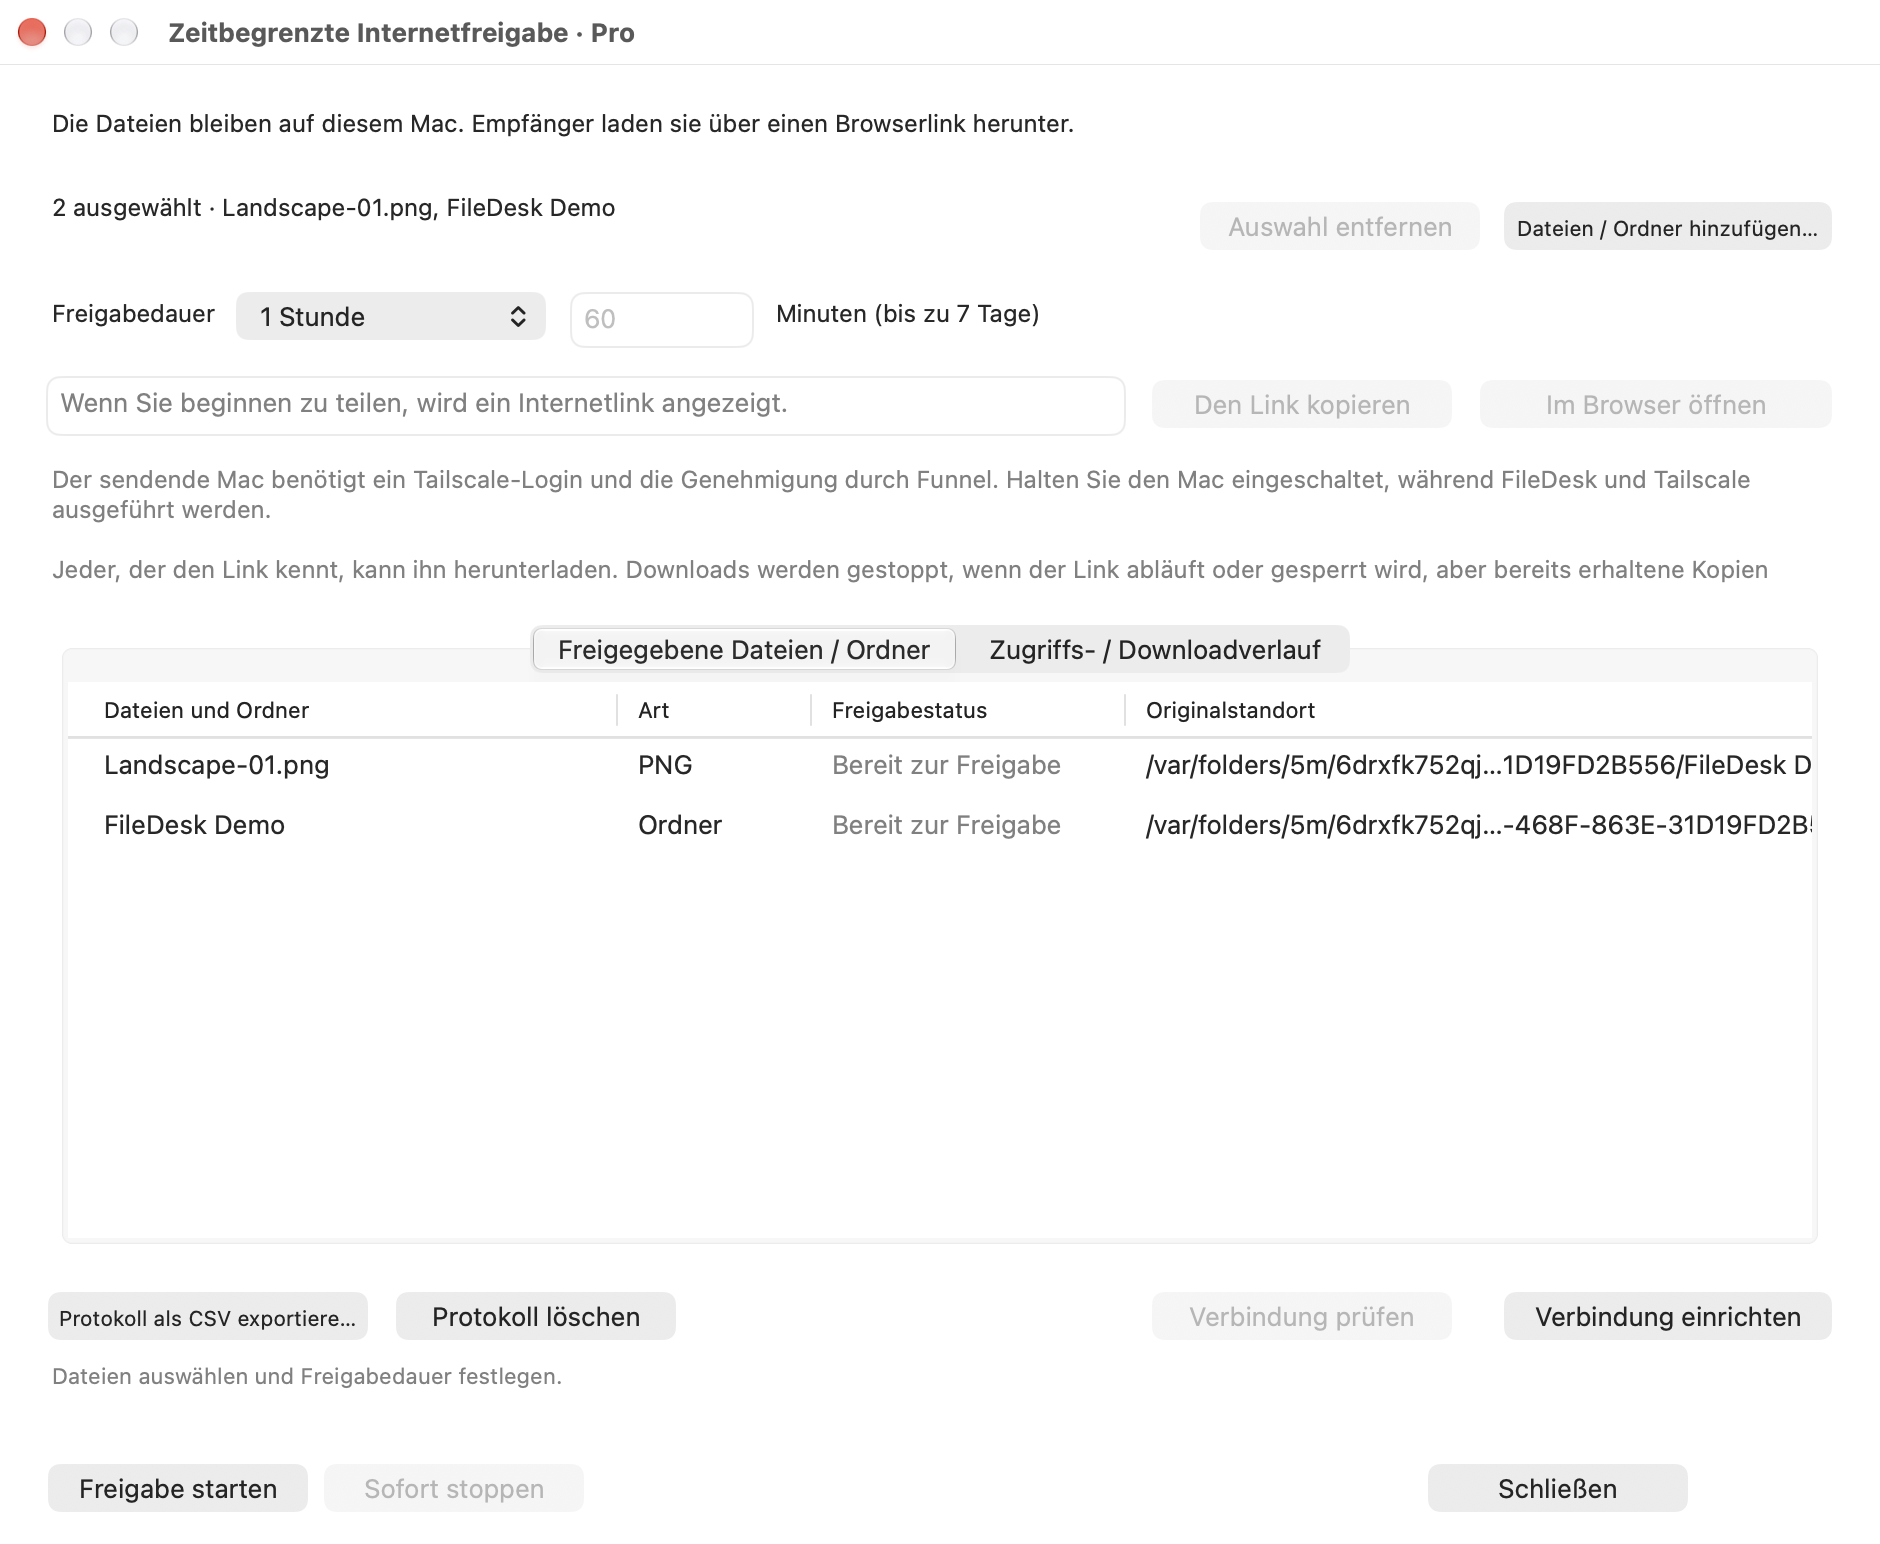 Zeitbegrenzte Internetfreigabe · Pro
Die Dateien bleiben auf diesem Mac. Empfänger laden sie über einen Browserlink herunter.
2 ausgewählt · Landscape-01.png, FileDesk Demo
Auswahl entfernen
Dateien / Ordner hinzufügen...
Freigabedauer
1 Stunde
60
Minuten (bis zu 7 Tage)
Wenn Sie beginnen zu teilen, wird ein Internetlink angezeigt.
Den Link kopieren
Im Browser öffnen
Der sendende Mac benötigt ein Tailscale-Login und die Genehmigung durch Funnel. Halten Sie den Mac eingeschaltet, während FileDesk und Tailscale
ausgeführt werden.
Jeder, der den Link kennt, kann ihn herunterladen. Downloads werden gestoppt, wenn der Link abläuft oder gesperrt wird, aber bereits erhaltene Kopien
Freigegebene Dateien / Ordner
Zugriffs- / Downloadverlauf
Dateien und Ordner
Art
Freigabestatus
Originalstandort
Landscape-01.png
PNG
Bereit zur Freigabe
/var/folders/5m/6drxfk752qj...1D19FD2B556/FileDesk D
FileDesk Demo
Ordner
Bereit zur Freigabe
/var/folders/5m/6drxfk752qj...-468F-863E-31D19FD2B5
Protokoll als CSV exportiere...
Protokoll löschen
Verbindung prüfen
Verbindung einrichten
Dateien auswählen und Freigabedauer festlegen.
Freigabe starten
Sofort stoppen
Schließen